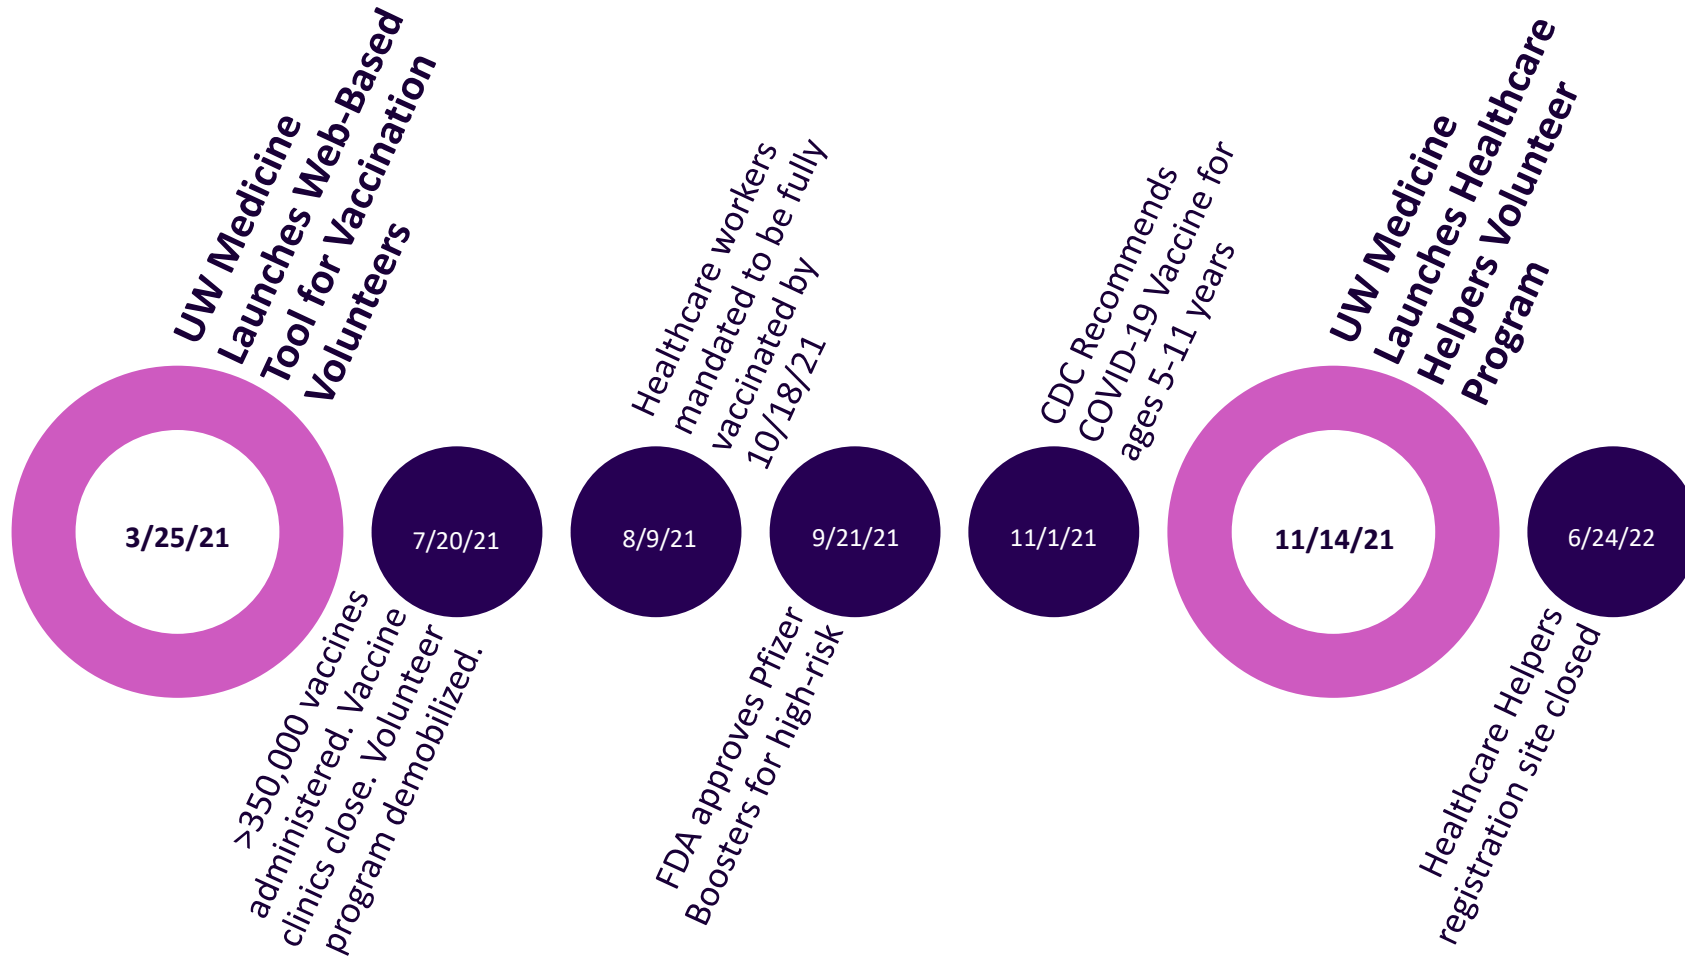 UW Medicine
Launches Web-Based
Tool for Vaccination
Volunteers
3/25/21
7/20/21
>350,000 vaccines
administered. Vaccine
clinics close. Volunteer
program demobilized.
Healthcare workers
mandated to be fully
vaccinated by
10/18/21
8/9/21
9/21/21
FDA approves Pfizer
Boosters for high-risk
CDC Recommends
COVID-19 Vaccine for
ages 5-11 years
11/1/21
UW Medicine
Launches Healthcare
Helpers Volunteer
Program
11/14/21
6/24/22
Healthcare Helpers
registration site closed